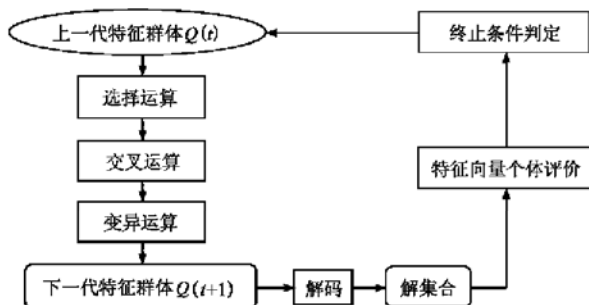 上一代特征群体Q(t)
终止条件判定
选择运算
交叉运算
特征向量个体评价
变异运算
下一代特征群体Q(t+1)
解码
解集合